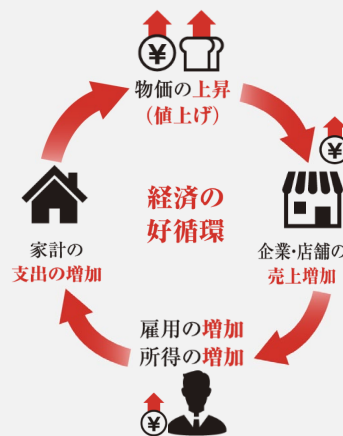 ¥
物価の上昇
(値上げ)
¥
企業・店舗の
売上増加
経済の
好循環
家計の
支出の増加
雇用の増加
所得の増加
¥